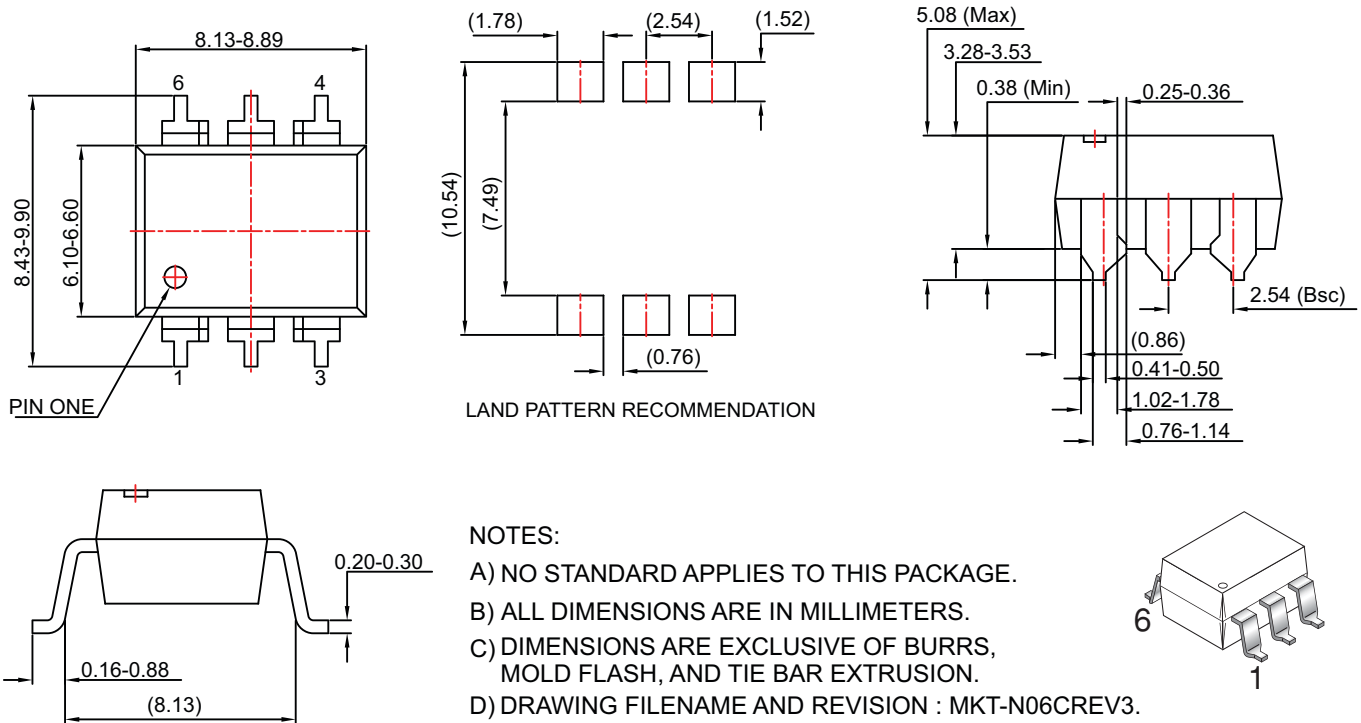 8.13-8.89
6
4
8.43-9.90
6.10-6.60
1
3
PIN ONE
(1.78)
(2.54)
(1.52)
(10.54)
(7.49)
(0.76)
LAND PATTERN RECOMMENDATION
5.08 (Max)
3.28-3.53
0.38 (Min)
0.25-0.36
2.54 (Bsc)
(0.86)
0.41-0.50
1.02-1.78
0.76-1.14
0.20-0.30
0.16-0.88
(8.13)
NOTES:
A) NO STANDARD APPLIES TO THIS PACKAGE.
B) ALL DIMENSIONS ARE IN MILLIMETERS.
C) DIMENSIONS ARE EXCLUSIVE OF BURRS,
MOLD FLASH, AND TIE BAR EXTRUSION.
D) DRAWING FILENAME AND REVISION : MKT-N06CREV3.
6
1